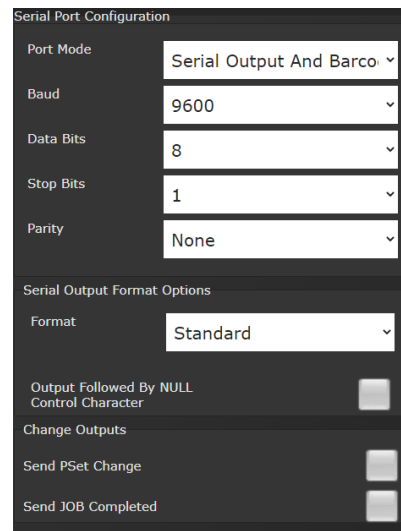 Serial Port Configuration
Port Mode
Serial Output And Barco
Baud
9600
Data Bits
8
Stop Bits
1
Parity
None
Serial Output Format Options
Format
Standard
Output Followed By NULL
Control Character
Change Outputs
Send PSet Change
Send JOB Completed